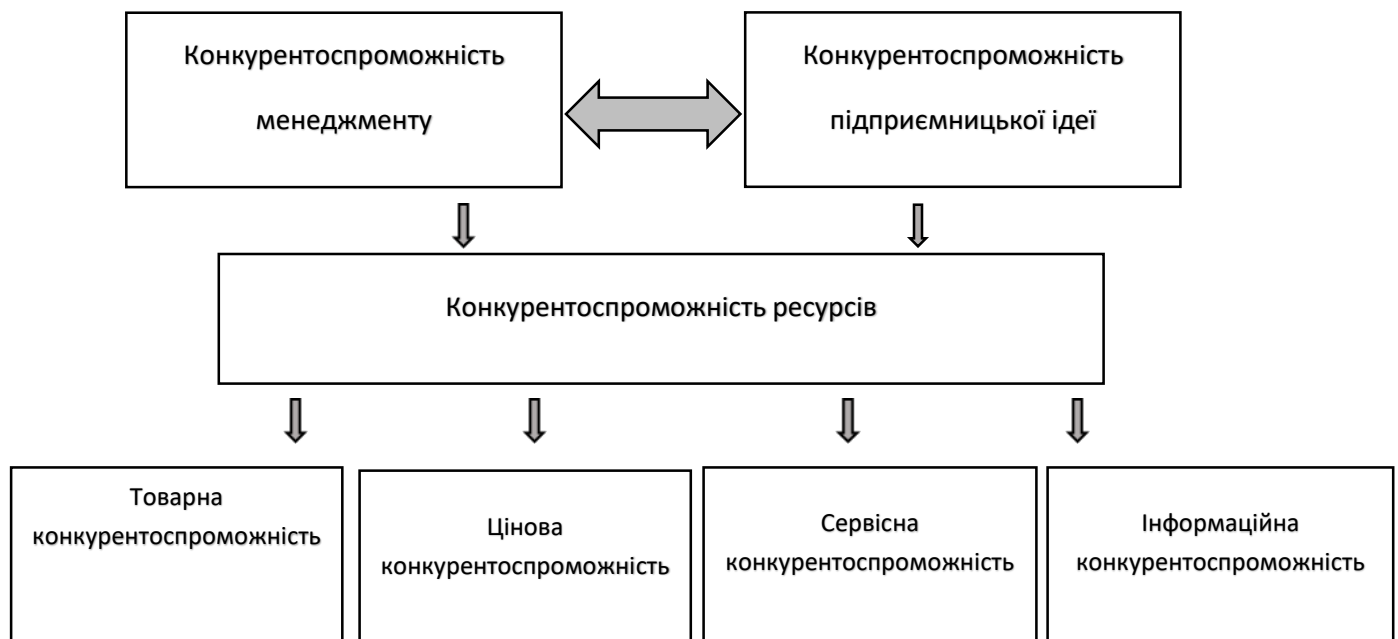 Конкурентоспроможність
менеджменту
Конкурентоспроможність
підприємницької ідеї
Конкурентоспроможність ресурсів
Товарна
конкурентоспроможність
Цінова
конкурентоспроможність
Сервісна
конкурентоспроможність
Інформаційна
конкурентоспроможність